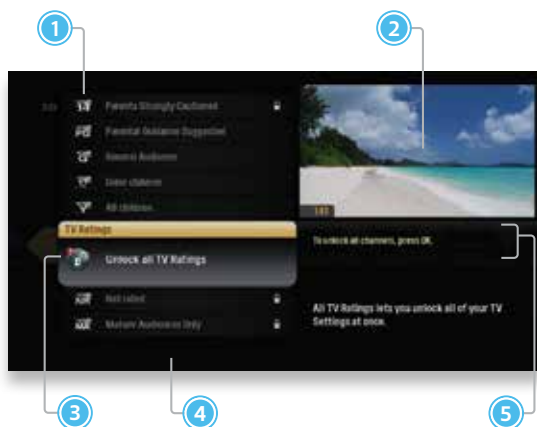 1
2
Parents Strongly Cautioned
Parental Guidance Suggested
General Audience
Older children
All children
TV Ratings
Unlock all TV Ratings
To unlock all channels, press OK.
Not rated
Mature Audiences Only
All TV Ratings lets you unlock all of your TV
Settings at once.
3
4
5